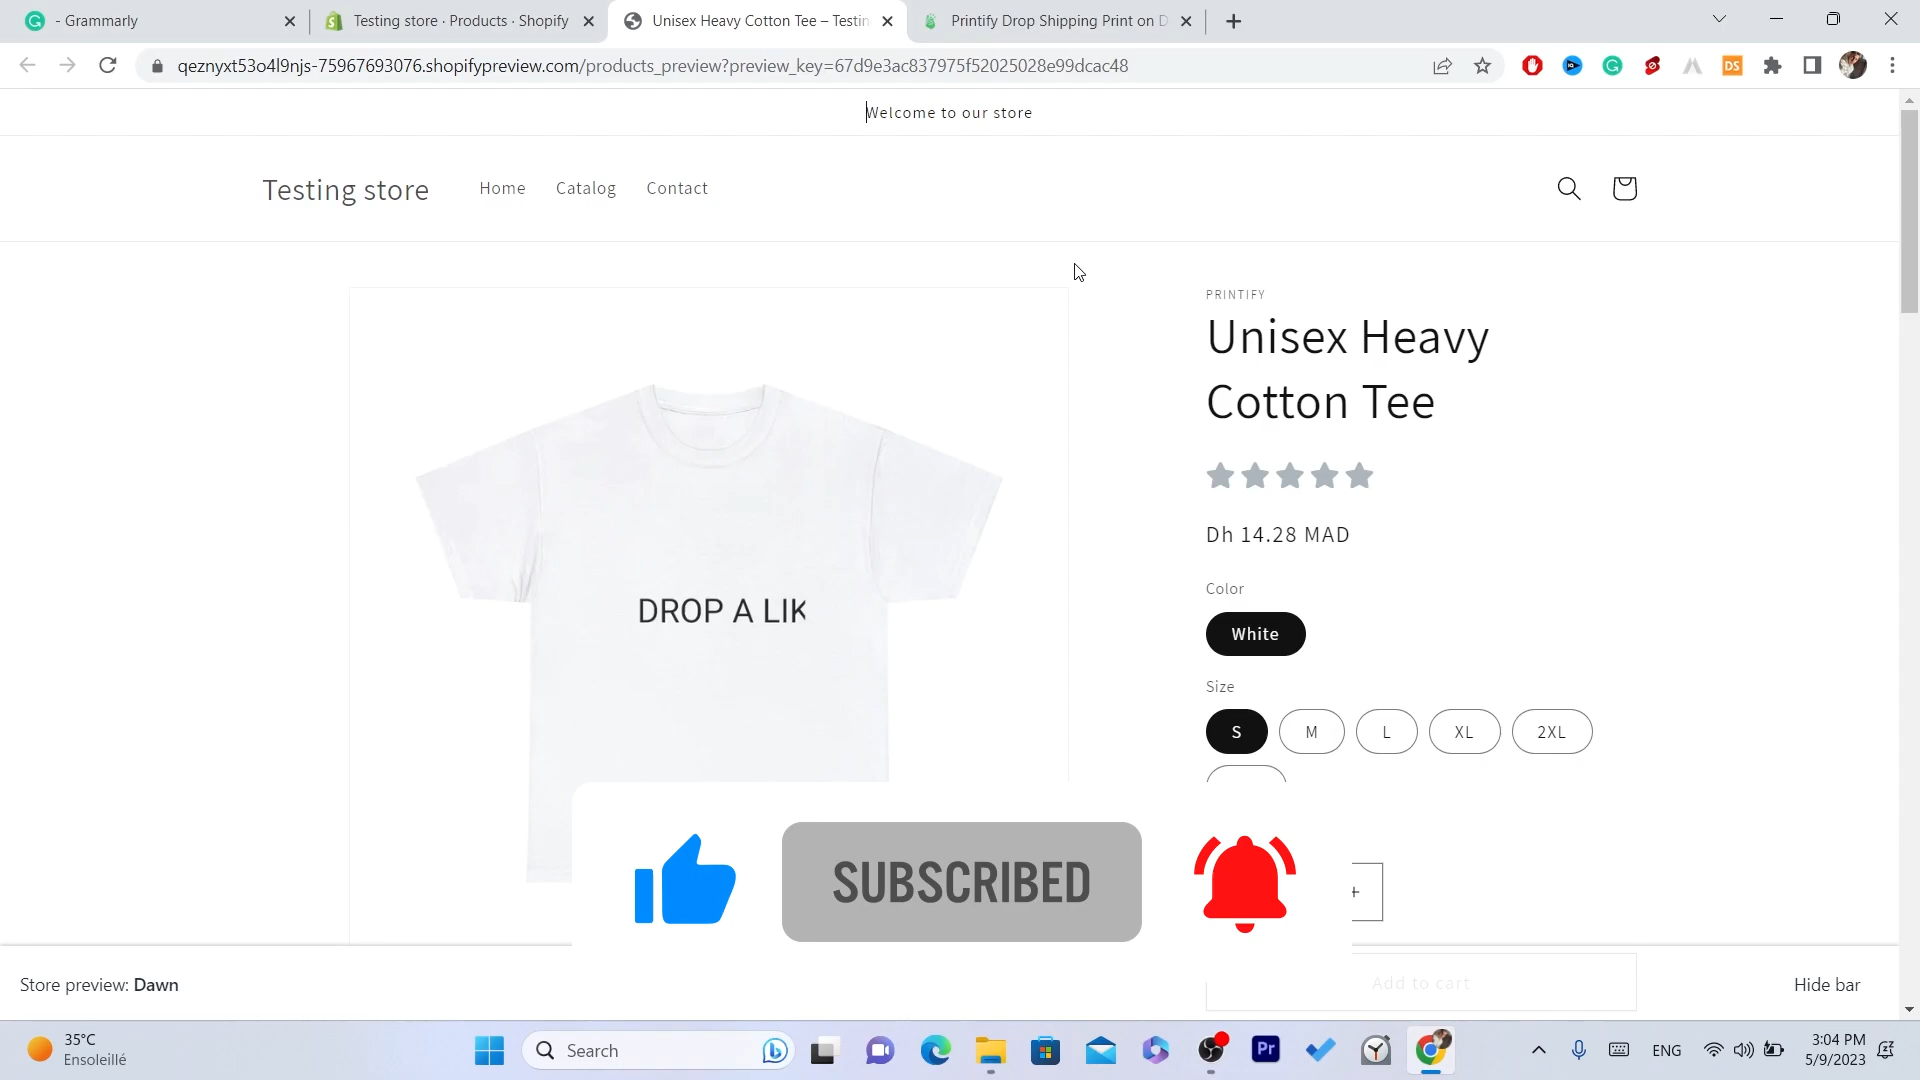 - Grammarly
Testing store · Products · Shopify
Unisex Heavy Cotton Tee – Testin
Printify Drop Shipping Print on D
qeznyxt53o4l9njs-75967693076.shopifypreview.com/products_preview?preview_key=67d9e3ac837975f52025028e99dcac48
DS
Welcome to our store
Testing store
Home
Catalog
Contact
PRINTIFY
Unisex Heavy
Cotton Tee
Dh 14.28 MAD
Color
White
Size
S
M
L
XL
2XL
DROP A LIK
SUBSCRIBED
+
Add to cart
Store preview: Dawn
Hide bar
35°C
Ensoleillé
Search
Pr
ENG
3:04 PM
5/9/2023